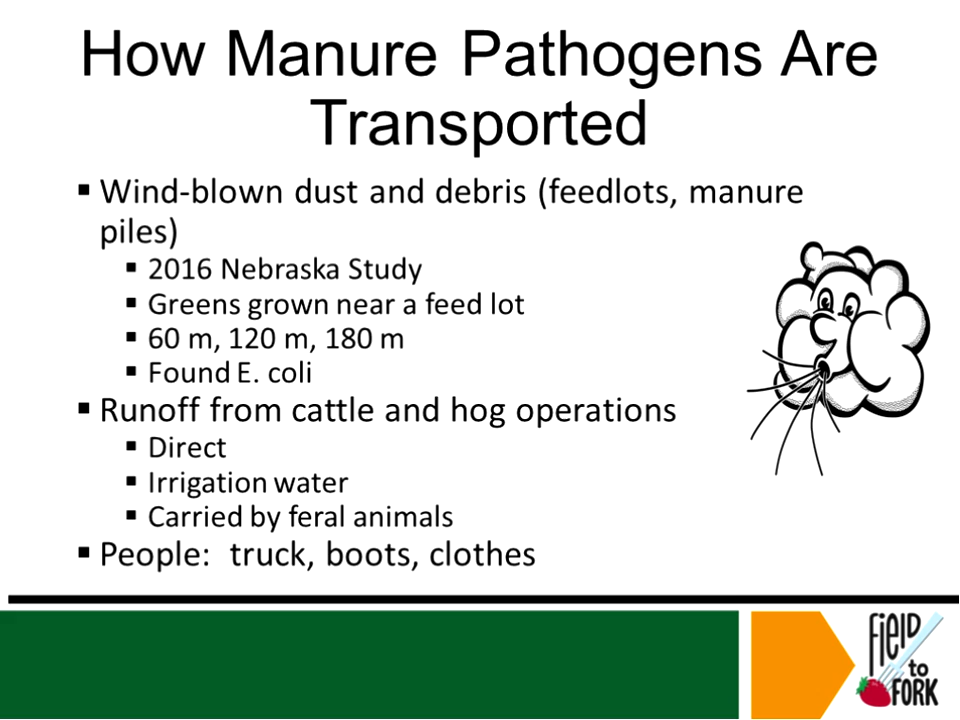 How Manure Pathogens Are
Transported
▪ Wind-blown dust and debris (feedlots, manure
piles)
▪ 2016 Nebraska Study
▪ Greens grown near a feed lot
▪ 60 m, 120 m, 180 m
▪ Found E. coli
▪ Runoff from cattle and hog operations
▪ Direct
▪ Irrigation water
▪ Carried by feral animals
▪ People:  truck, boots, clothes
FiELD
to
FORK